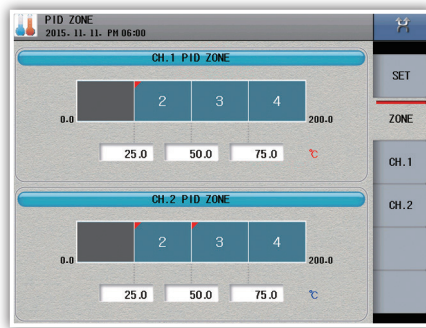 PID ZONE
2015. 11. 11. PM 06:00
CH.1 PID ZONE
2 3 4
0.0 200.0
25.0 50.0 75.0 ℃
CH.2 PID ZONE
2 3 4
0.0 200.0
25.0 50.0 75.0 ℃
SET
ZONE
CH.1
CH.2